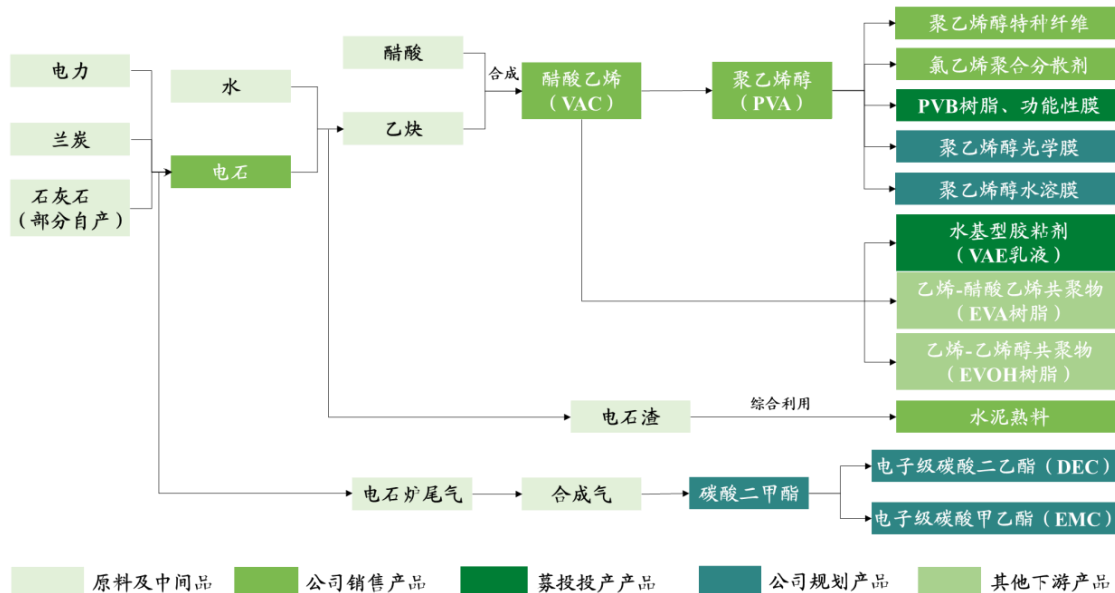 电力
兰炭
石灰石
（部分自产）
水
电石
醋酸
乙炔
合成
醋酸乙烯
（VAC）
聚乙烯醇
（PVA）
聚乙烯醇特种纤维
氯乙烯聚合分散剂
PVB树脂、功能性膜
聚乙烯醇光学膜
聚乙烯醇水溶膜
水基型胶粘剂
（VAE乳液）
乙烯-醋酸乙烯共聚物
（EVA树脂）
乙烯-乙烯醇共聚物
（EVOH树脂）
电石渣
综合利用
水泥熟料
电石炉尾气
合成气
碳酸二甲酯
电子级碳酸二乙酯（DEC）
电子级碳酸甲乙酯（EMC）
原料及中间品
公司销售产品
募投投产产品
公司规划产品
其他下游产品